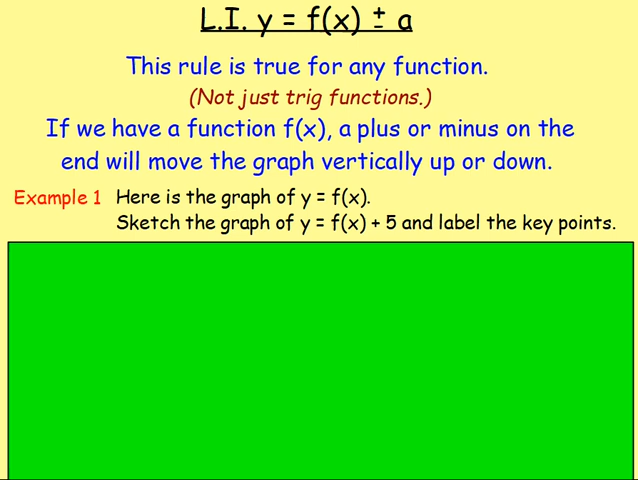 L.I. y = f(x) ± a
This rule is true for any function.
(Not just trig functions.)
If we have a function f(x), a plus or minus on the
end will move the graph vertically up or down.
Example 1 Here is the graph of y = f(x).
Sketch the graph of y = f(x) + 5 and label the key points.